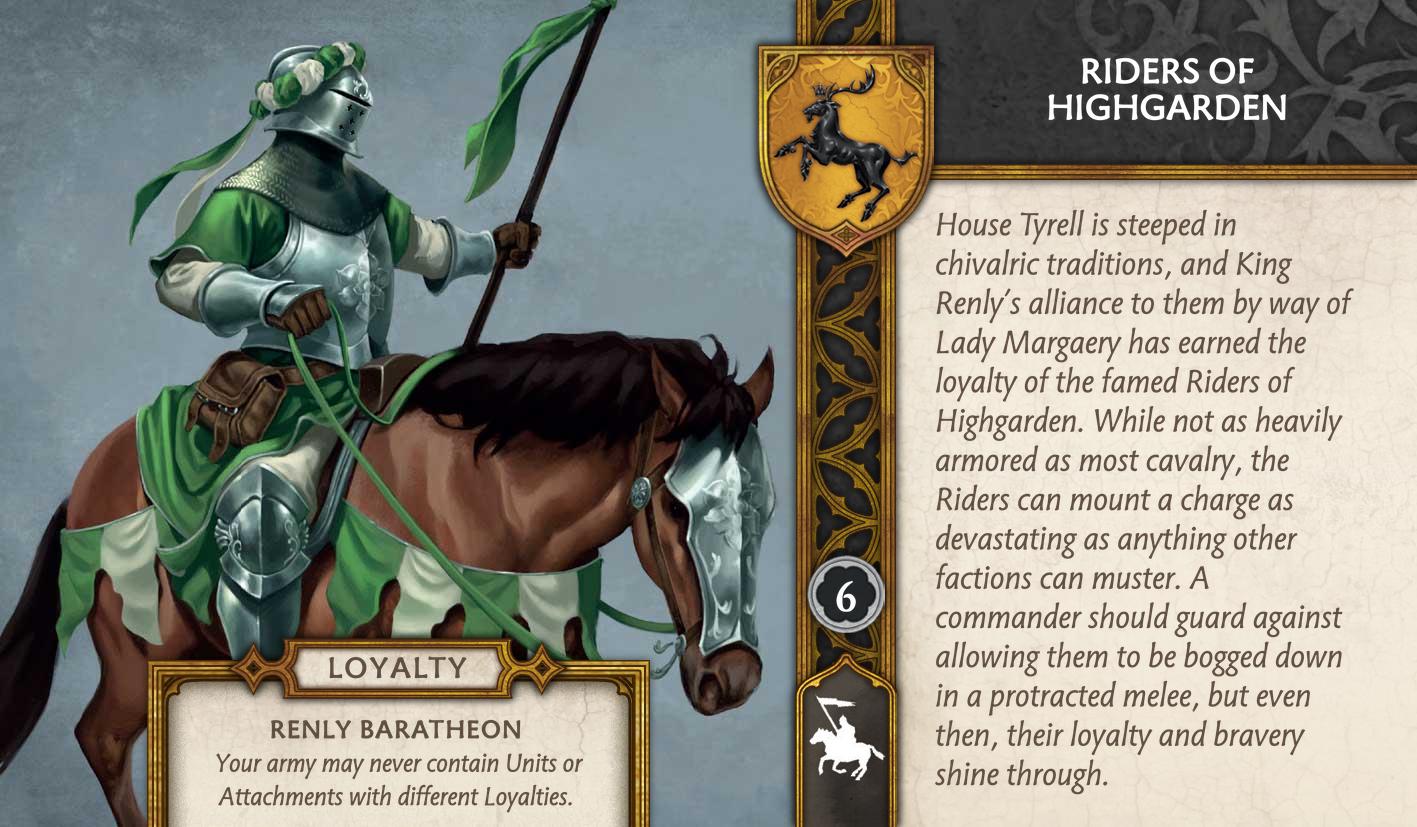 RIDERS OF
HIGHGARDEN
House Tyrell is steeped in
chivalric traditions, and King
Renly's alliance to them by way of
Lady Margaery has earned the
loyalty of the famed Riders of
Highgarden. While not as heavily
armored as most cavalry, the
Riders can mount a charge as
devastating as anything other
factions can muster. A
commander should guard against
allowing them to be bogged down
in a protracted melee, but even
then, their loyalty and bravery
shine through.
6
LOYALTY
RENLY BARATHEON
Your army may never contain Units or
Attachments with different Loyalties.